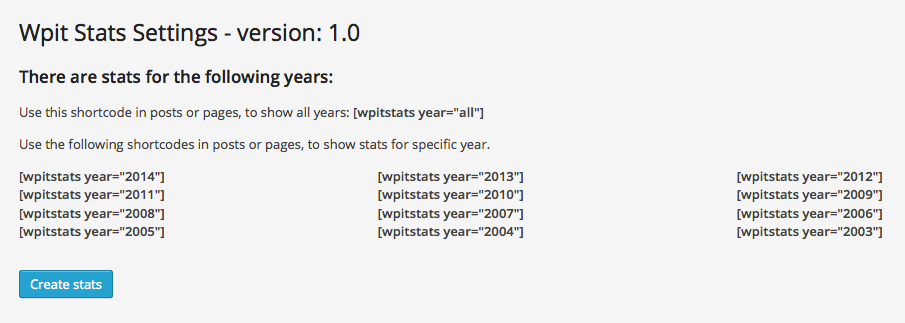 Wpit Stats Settings - version: 1.0
There are stats for the following years:
Use this shortcode in posts or pages, to show all years: [wpitstats year="all"]
Use the following shortcodes in posts or pages, to show stats for specific year.
[wpitstats year="2014"] [wpitstats year="2013"] [wpitstats year="2012"]
[wpitstats year="2011"] [wpitstats year="2010"] [wpitstats year="2009"]
[wpitstats year="2008"] [wpitstats year="2007"] [wpitstats year="2006"]
[wpitstats year="2005"] [wpitstats year="2004"] [wpitstats year="2003"]
Create stats